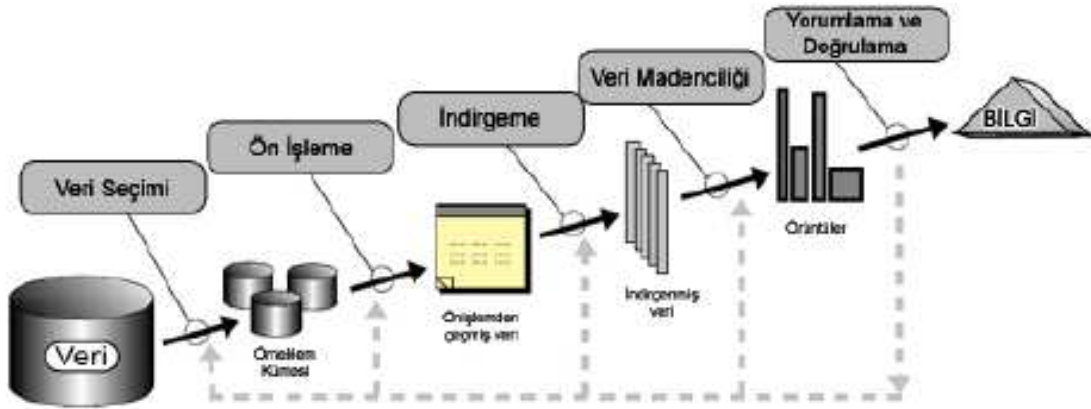 Yorumlama ve
Doğrulama
Veri Madenciliği
İndirgeme
Ön İşleme
Veri Seçimi
BİLGİ
Örüntüler
İndirgenmiş
veri
Önişlemden
geçmiş veri
Örneklem
Kümesi
Veri